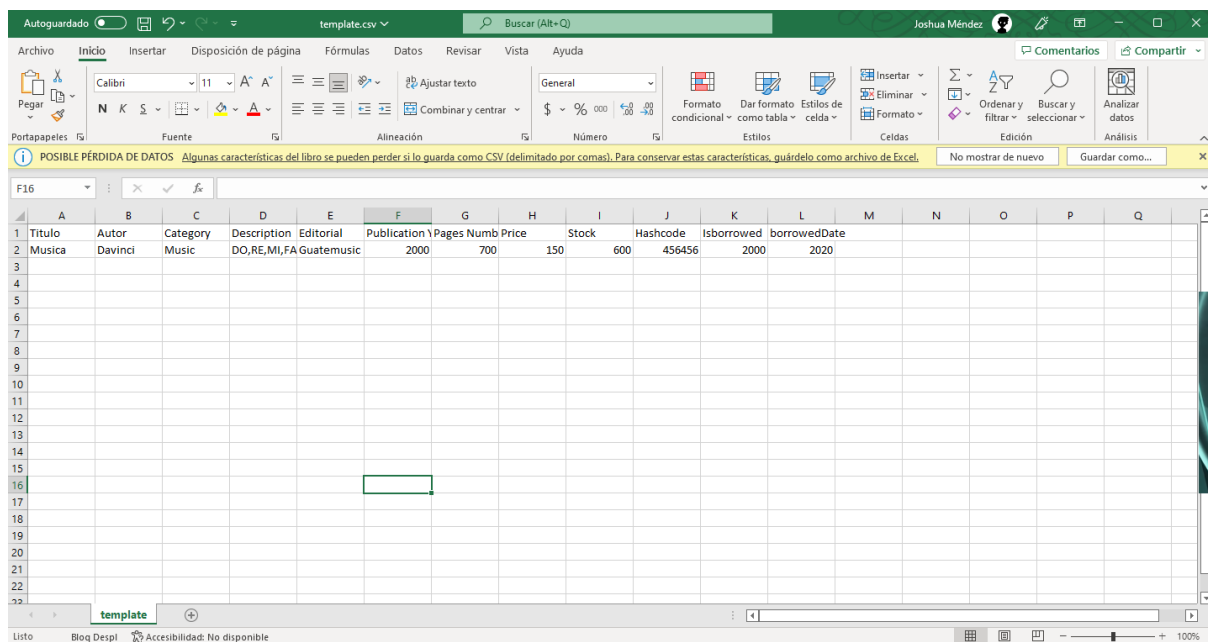 Autoguardado template.csv Buscar (Alt+Q) Joshua Méndez
Archivo Inicio Insertar Disposición de página Fórmulas Datos Revisar Vista Ayuda Comentarios Compartir
Pegar
Calibri 11
N K S
Ajustar texto
Combinar y centrar
General
$ % 000
Formato condicional
Dar formato como tabla
Estilos de celda
Insertar
Eliminar
Formato
Ordenar y filtrar
Buscar y seleccionar
Analizar datos
Portapapeles Fuente Alineación Número Estilos Celdas Edición Análisis
POSIBLE PÉRDIDA DE DATOS Algunas características del libro se pueden perder si lo guarda como CSV (delimitado por comas). Para conservar estas características, guárdelo como archivo de Excel. No mostrar de nuevo Guardar como...
F16 fx
A B C D E F G H I J K L M N O P Q
1 Titulo Autor Category Description Editorial Publication Y Pages Numb Price Stock Hashcode Isborrowed borrowedDate
2 Musica Davinci Music DO,RE,MI,FA Guatemusic 2000 700 150 600 456456 2000 2020
3
4
5
6
7
8
9
10
11
12
13
14
15
16
17
18
19
20
21
22
23
template
Listo Bloq Despl Accesibilidad: No disponible 100%